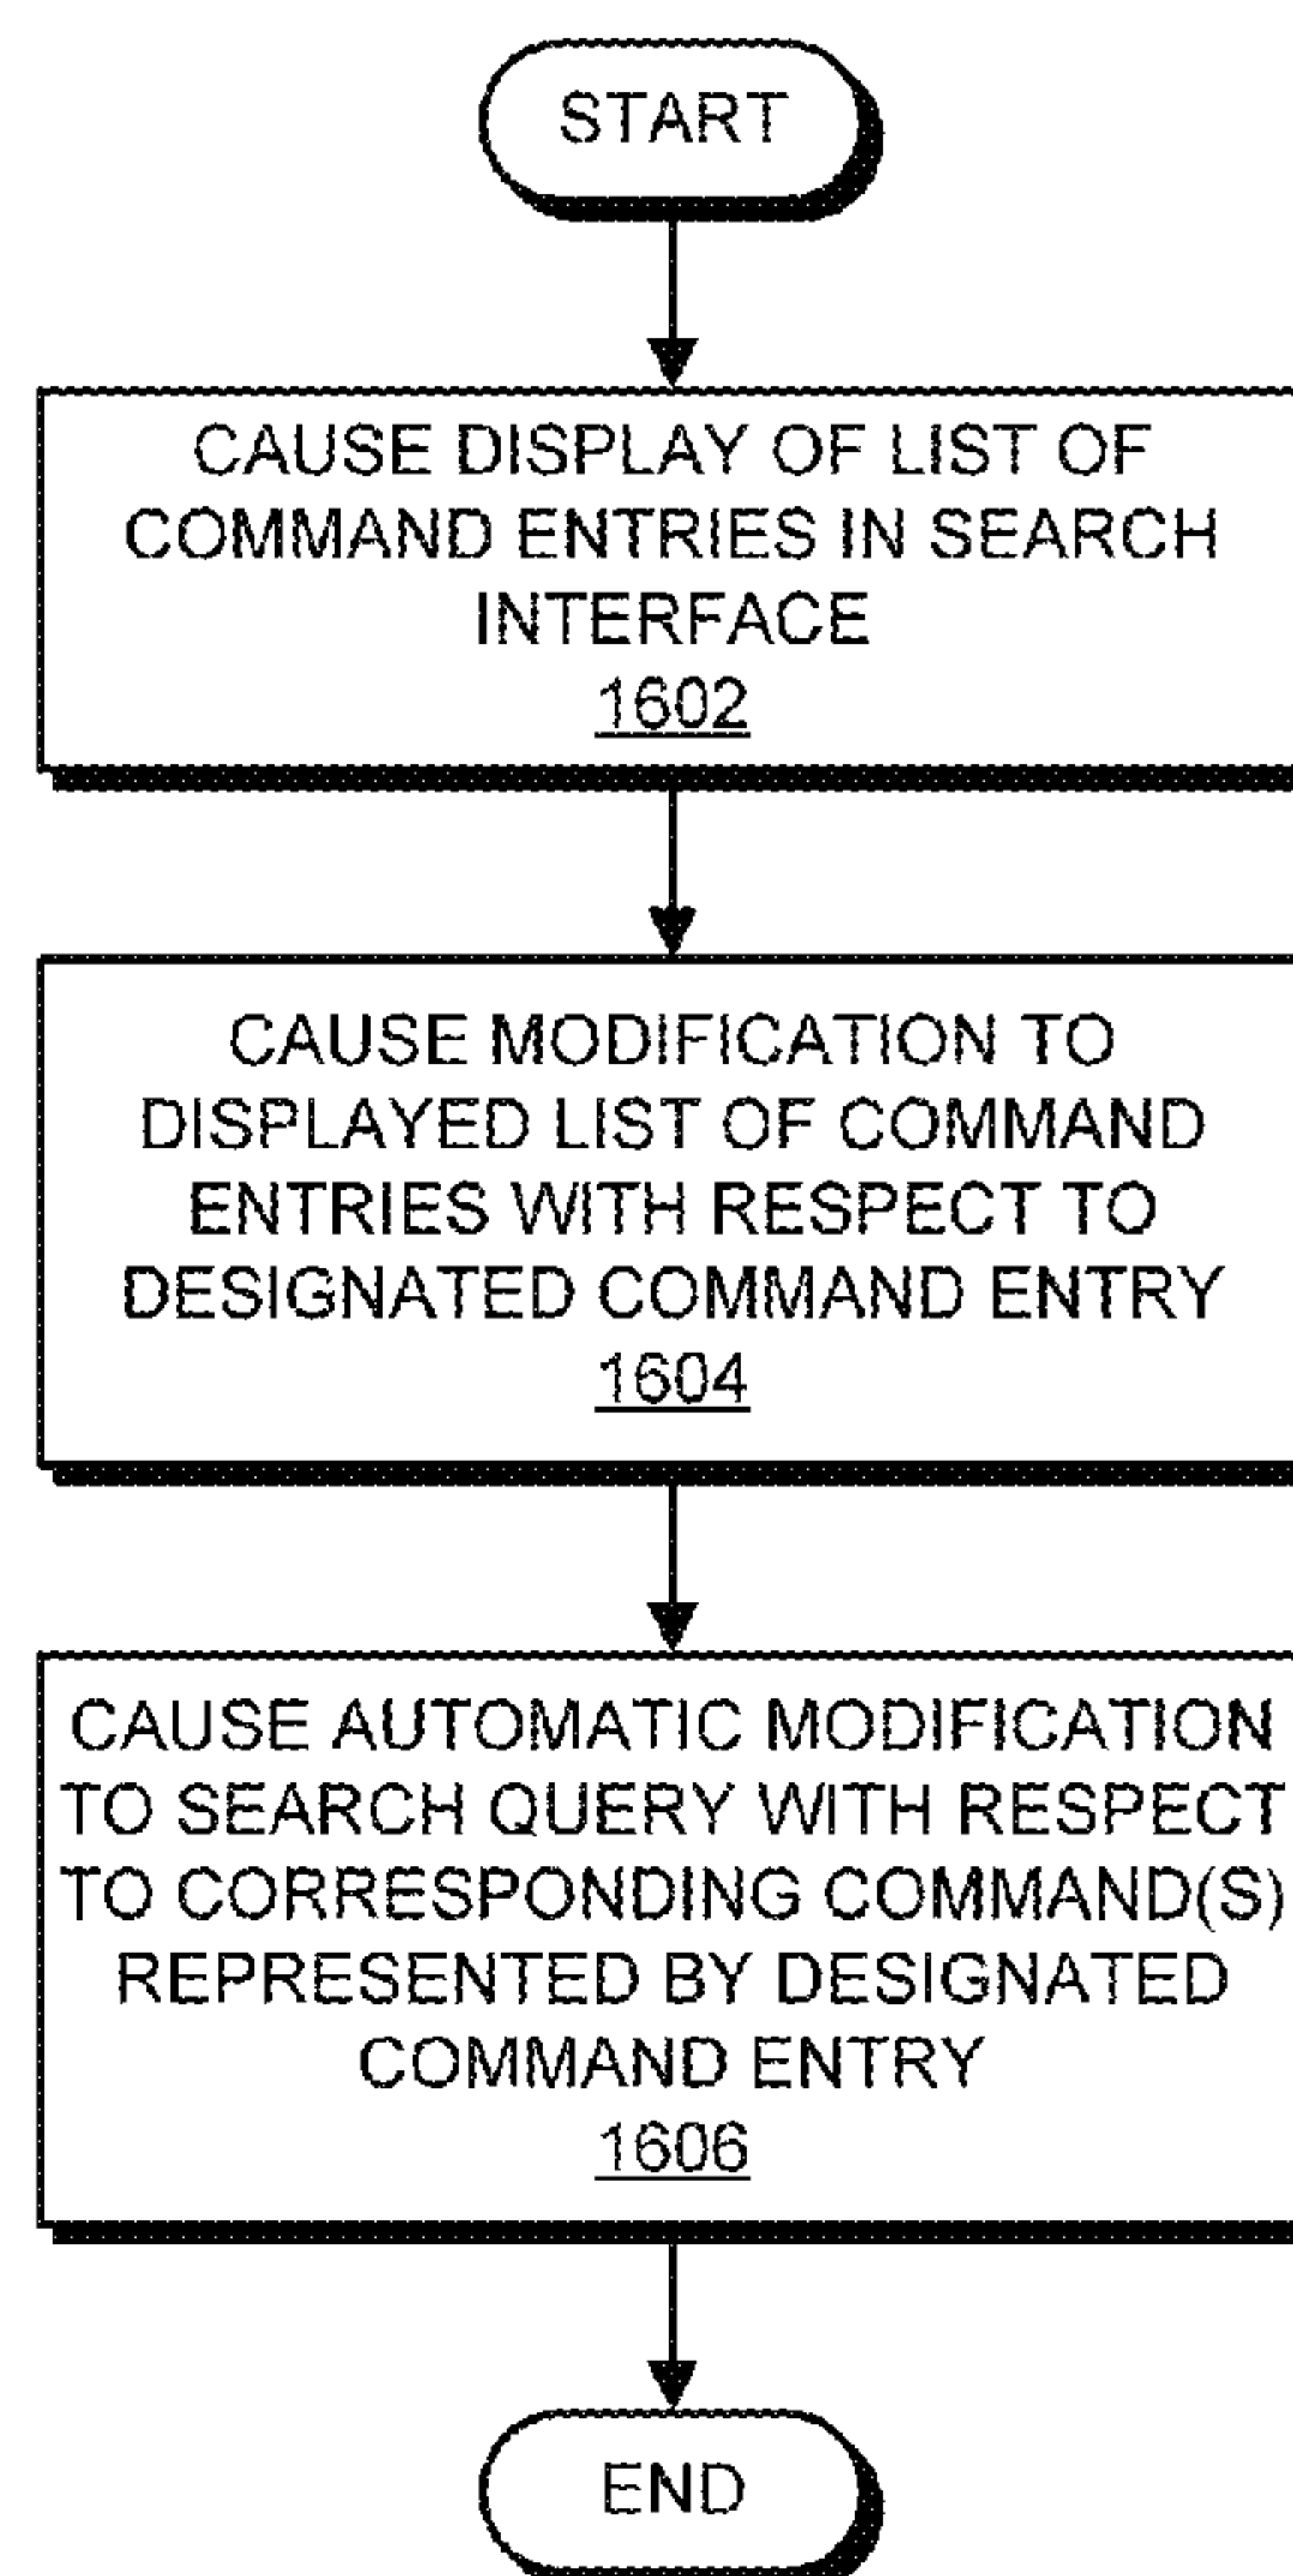 START
CAUSE DISPLAY OF LIST OF
COMMAND ENTRIES IN SEARCH
INTERFACE
1602
CAUSE MODIFICATION TO
DISPLAYED LIST OF COMMAND
ENTRIES WITH RESPECT TO
DESIGNATED COMMAND ENTRY
1604
CAUSE AUTOMATIC MODIFICATION
TO SEARCH QUERY WITH RESPECT
TO CORRESPONDING COMMAND(S)
REPRESENTED BY DESIGNATED
COMMAND ENTRY
1606
END